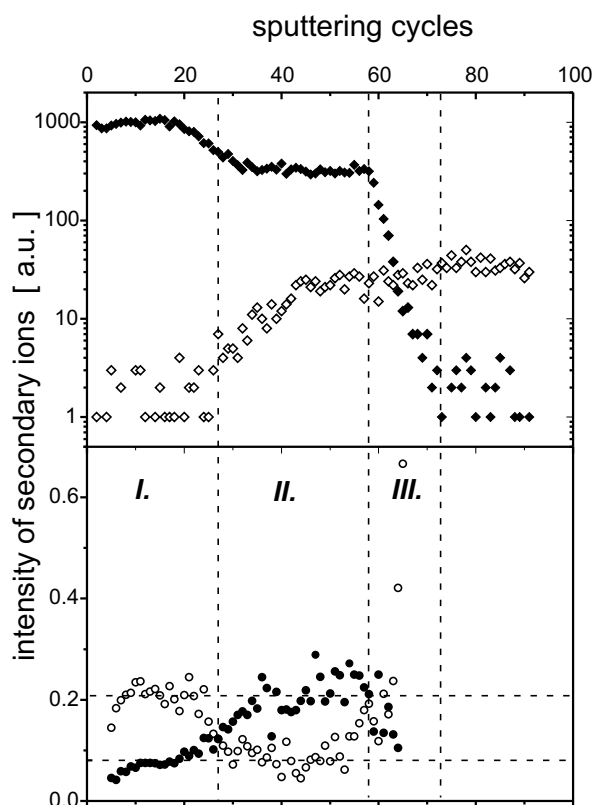 sputtering cycles
0 20 40 60 80 100
1000
100
10
1
intensity of secondary ions [ a.u. ]
I. II. III.
0.6
0.4
0.2
0.0